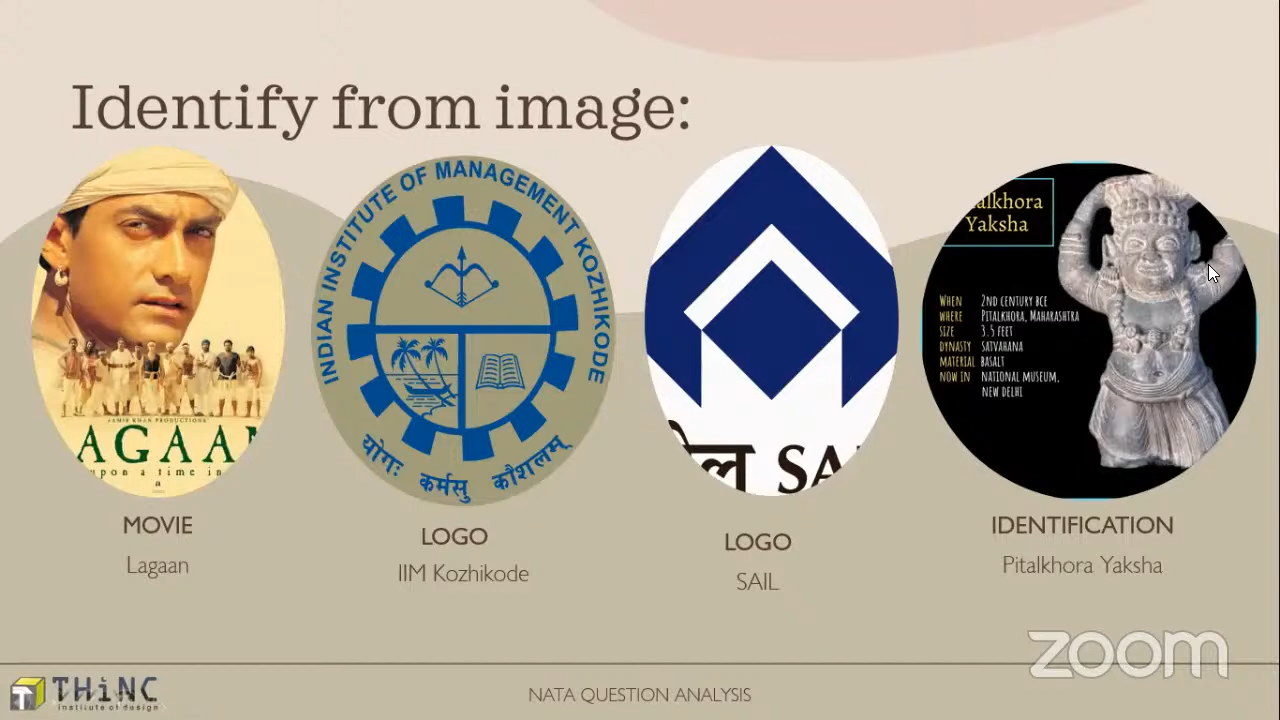 Identify from image:
AAMIR KHAN PRODUCTIONS'
AGAAN
upon a time in
a
MOVIE
Lagaan
INDIAN INSTITUTE OF MANAGEMENT KOZHIKODE
योगः कर्मसु कौशलम्
LOGO
IIM Kozhikode
सेल SAI
LOGO
SAIL
alkhora
Yaksha
WHEN 2ND CENTURY BCE
WHERE PITALKHORA, MAHARASHTRA
SIZE 3.5 FEET
DYNASTY SATVAHANA
MATERIAL BASALT
NOW IN NATIONAL MUSEUM,
NEW DELHI
IDENTIFICATION
Pitalkhora Yaksha
zoom
T THiNC
institute of design
NATA QUESTION ANALYSIS